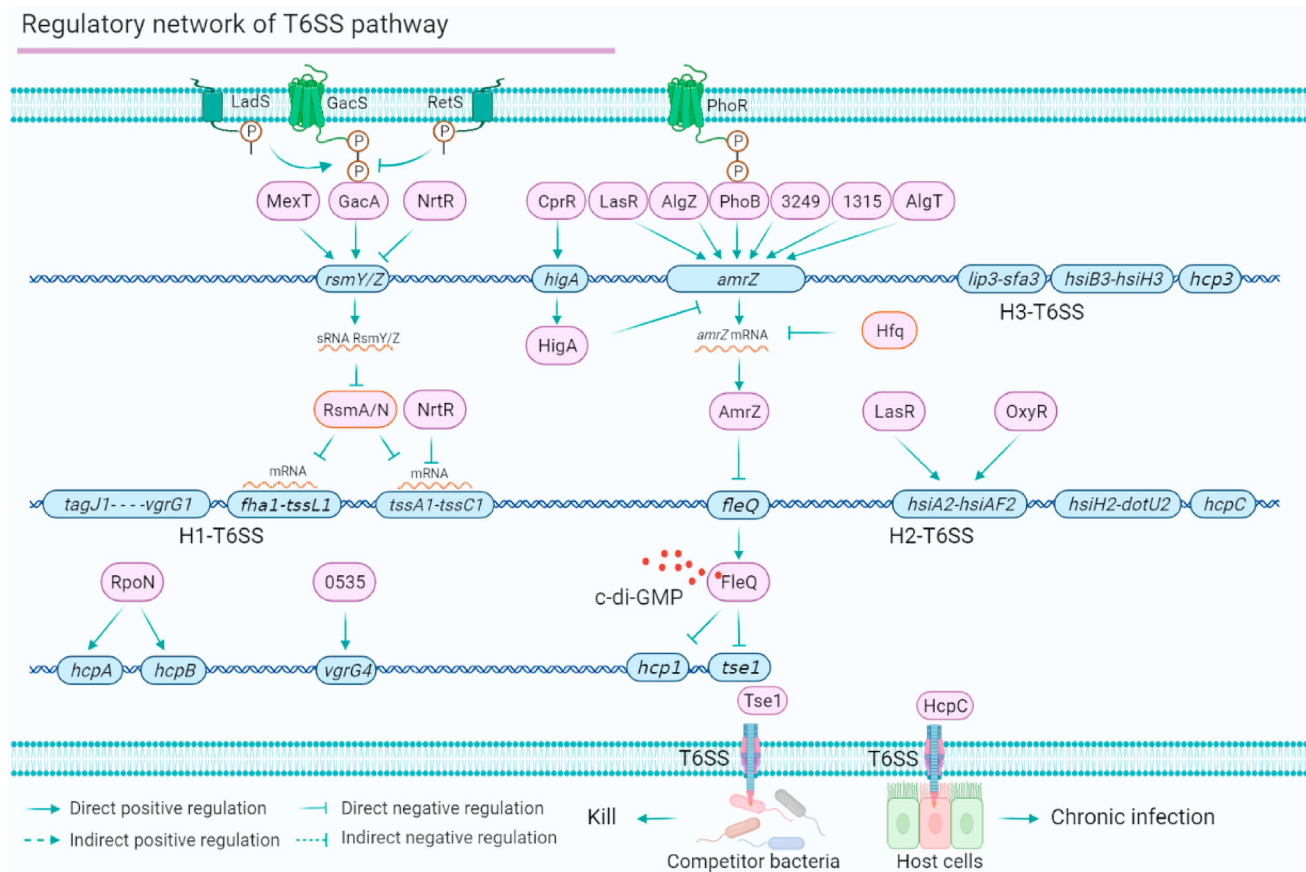 Regulatory network of T6SS pathway
LadS GacS RetS PhoR
P P P P
P P
MexT GacA NrtR CprR LasR AlgZ PhoB 3249 1315 AlgT
rsmY/Z higA amrZ lip3-sfa3 hsiB3-hsiH3 hcp3
H3-T6SS
sRNA RsmY/Z HigA amrZ mRNA Hfq
RsmA/N NrtR AmrZ LasR OxyR
mRNA mRNA
tagJ1----vgrG1 fha1-tssL1 tssA1-tssC1 fleQ hsiA2-hsiAF2 hsiH2-dotU2 hcpC
H1-T6SS H2-T6SS
RpoN 0535 FleQ
c-di-GMP
hcpA hcpB vgrG4 hcp1 tse1
Tse1 HcpC
T6SS T6SS
Direct positive regulation Direct negative regulation Kill Chronic infection
Indirect positive regulation Indirect negative regulation
Competitor bacteria Host cells